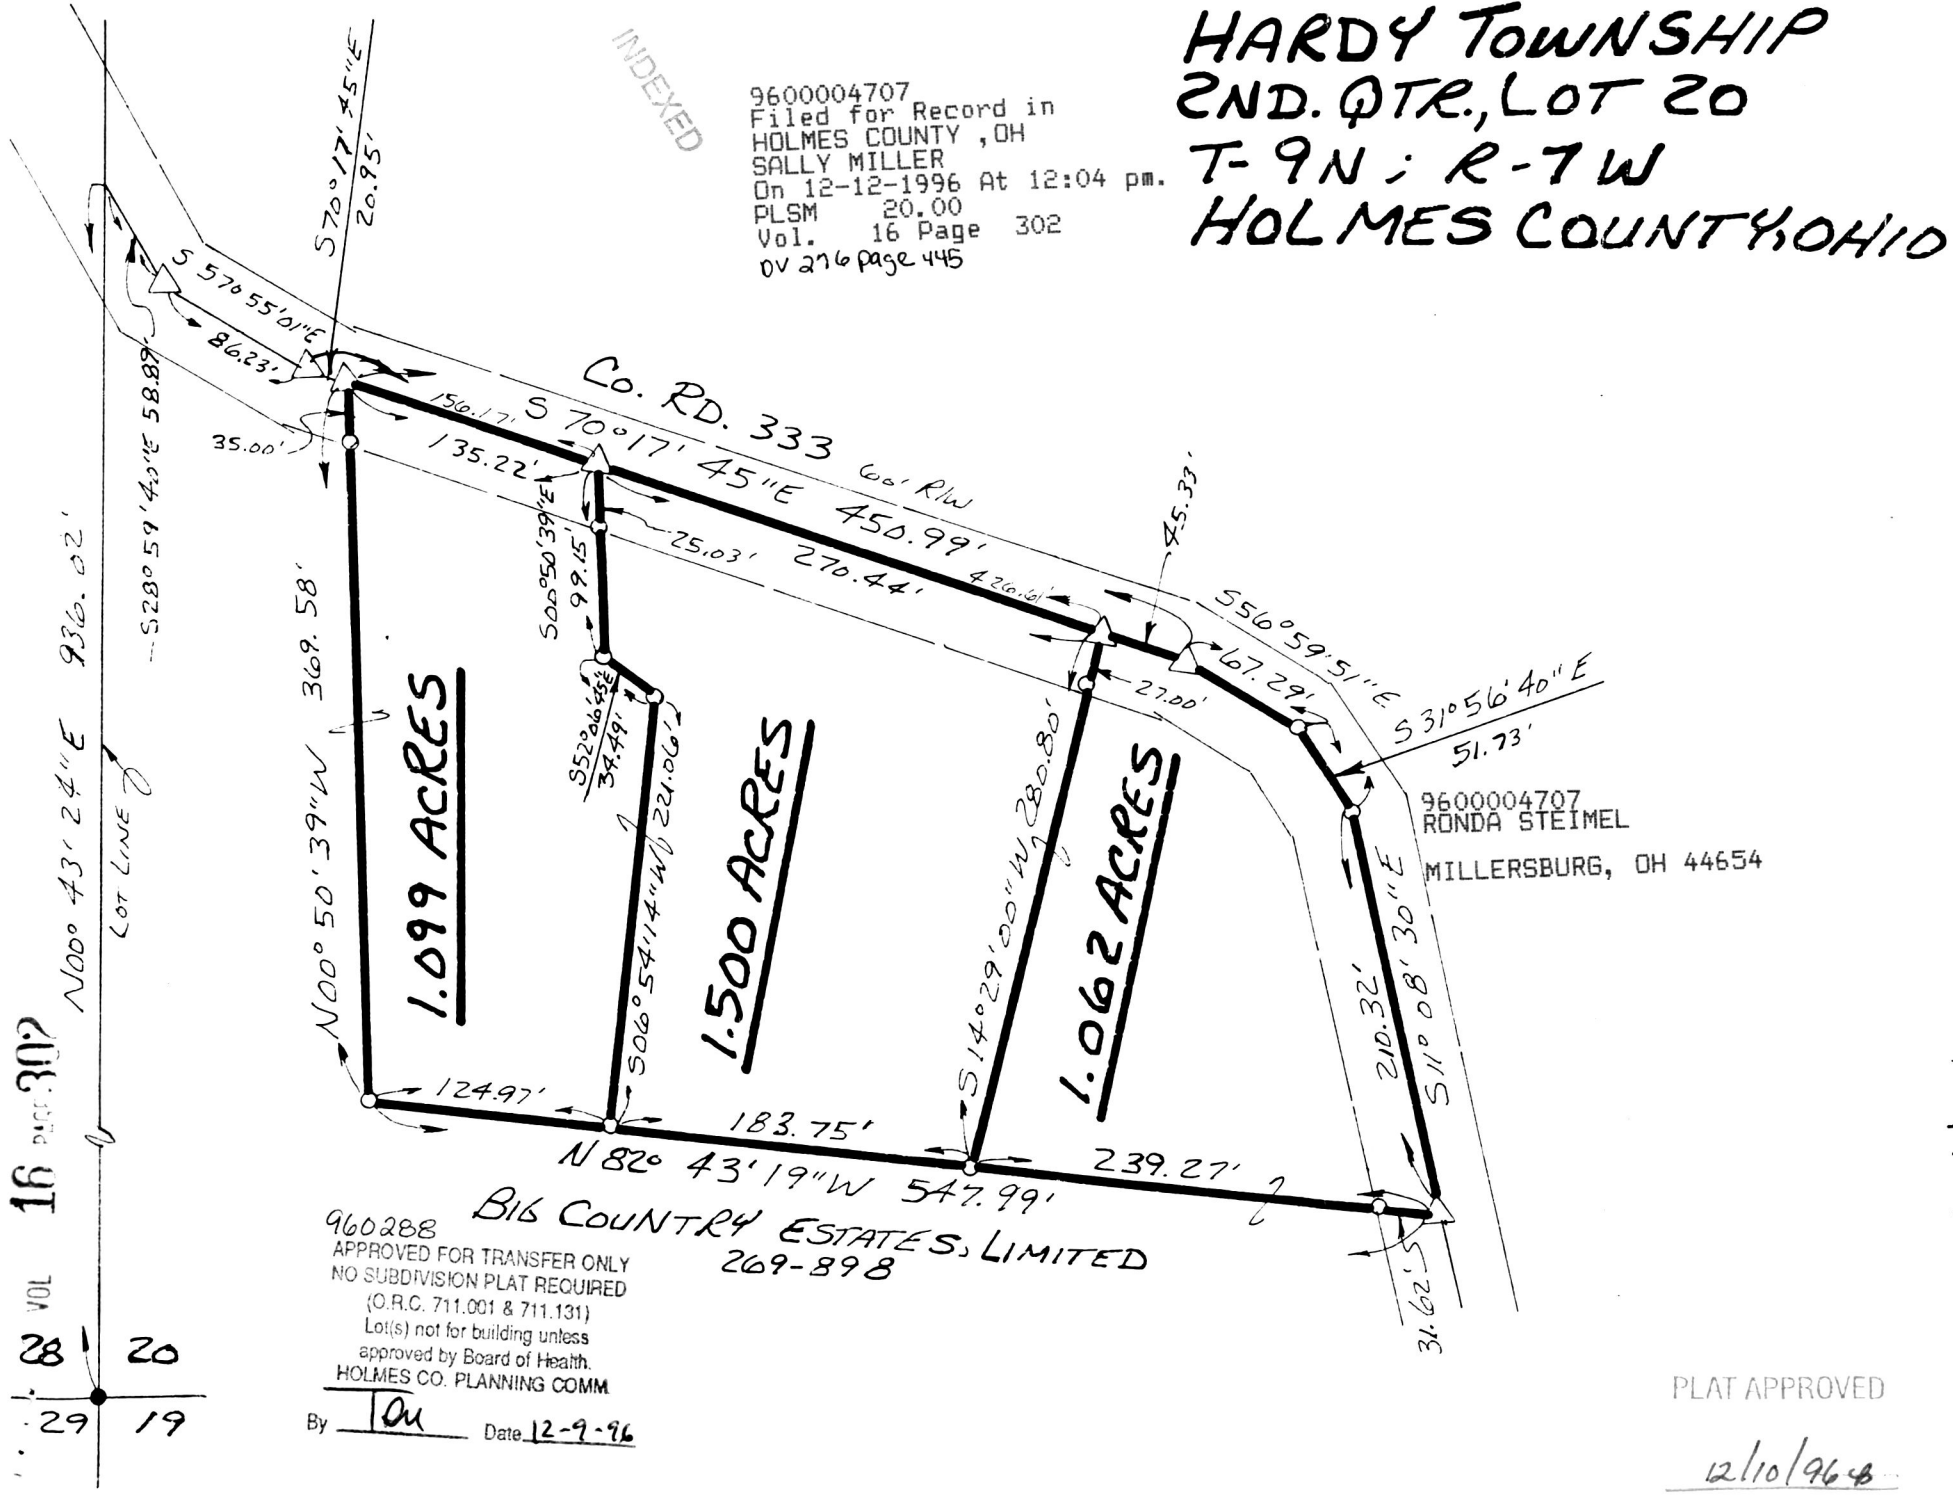 HARDY TOWNSHIP
2ND. QTR., LOT 20
T-9N ; R-7W
HOLMES COUNTY, OHIO
INDEXED
9600004707
Filed for Record in
HOLMES COUNTY , OH
SALLY MILLER
On 12-12-1996 At 12:04 pm.
PLSM 20.00
Vol. 16 Page 302
DV 276 page 445
S70°17'45"E
20.95'
S 57° 55'01"E
86.23'
S28°59'40"E 58.89'
35.00'
156.17'
135.22'
Co. RD. 333
60' R/W
S 70°17' 45"E 450.99'
270.44'
426.61'
25.03'
S00°50'39"E
99.15'
S52°06'45"E
34.49'
45.33'
S56°59'51"E
67.29'
27.00'
S31°56'40"E
51.73'
9600004707
RONDA STEIMEL
MILLERSBURG, OH 44654
N00° 43' 24"E 936.02'
LOT LINE
N00°50'39"W 369.58'
1.099 ACRES
S06°54'14"W 221.06'
1.500 ACRES
S 14°29'00"W 280.80'
1.062 ACRES
210.32'
S11°08'30"E
124.97'
183.75'
239.27'
N 82° 43'19"W 547.99'
31.62'S
BIG COUNTRY ESTATES, LIMITED
269-898
960288
APPROVED FOR TRANSFER ONLY
NO SUBDIVISION PLAT REQUIRED
(O.R.C. 711.001 & 711.131)
Lot(s) not for building unless
approved by Board of Health.
HOLMES CO. PLANNING COMM.
By
Date 12-9-96
VOL 16 PAGE 302
28 20
29 19
PLAT APPROVED
12/10/96